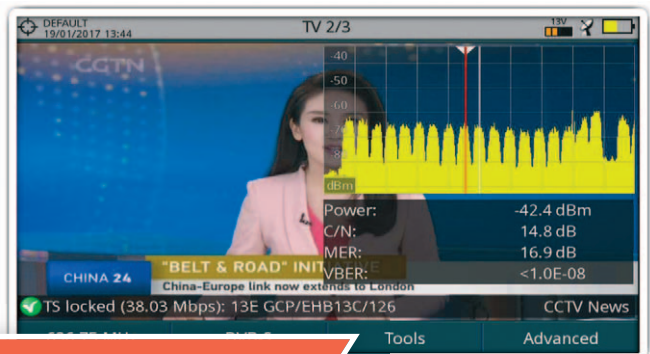 DEFAULT
19/01/2017 13:44
TV 2/3
13V
CGTN
-40
-50
-60
dBm
Power: -42.4 dBm
C/N: 14.8 dB
MER: 16.9 dB
VBER: <1.0E-08
"BELT & ROAD"
CHINA 24
China-Europe link now extends to London
TS locked (38.03 Mbps): 13E GCP/EHB13C/126 CCTV News
Tools
Advanced